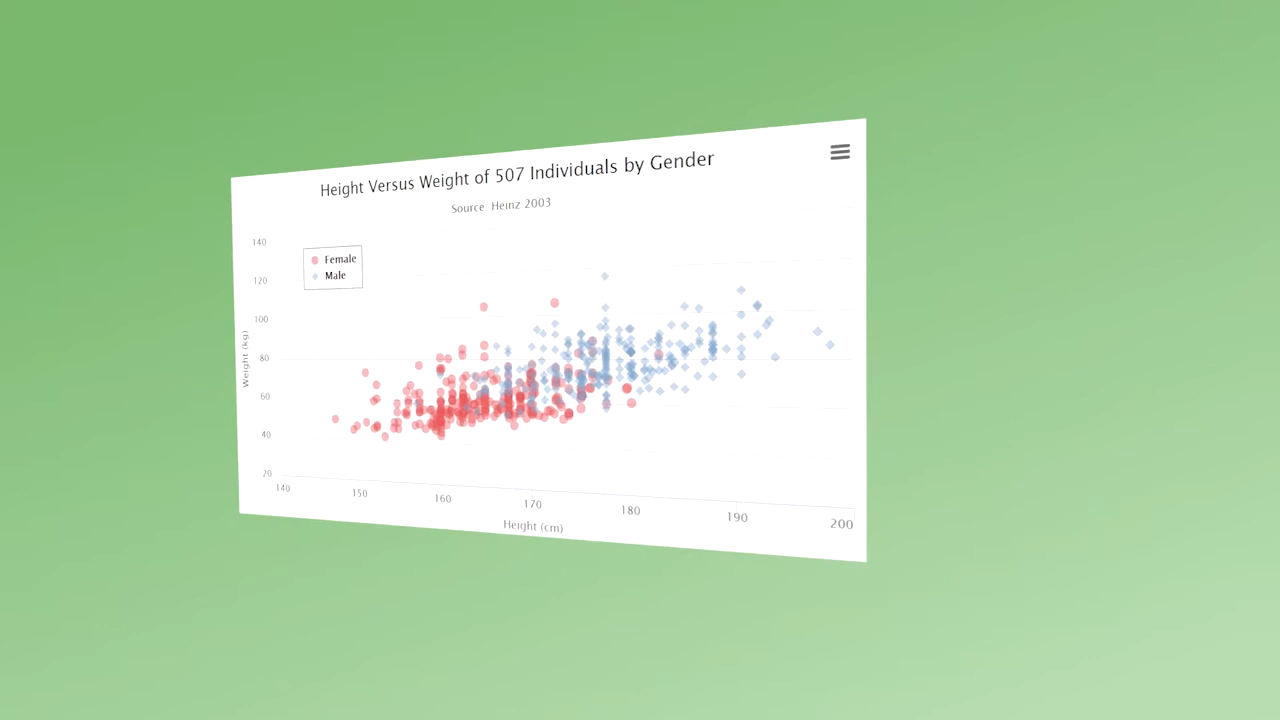 Height Versus Weight of 507 Individuals by Gender
Source: Heinz 2003
Female
Male
Weight (kg)
140
120
100
80
60
40
20
140 150 160 170 180 190 200
Height (cm)